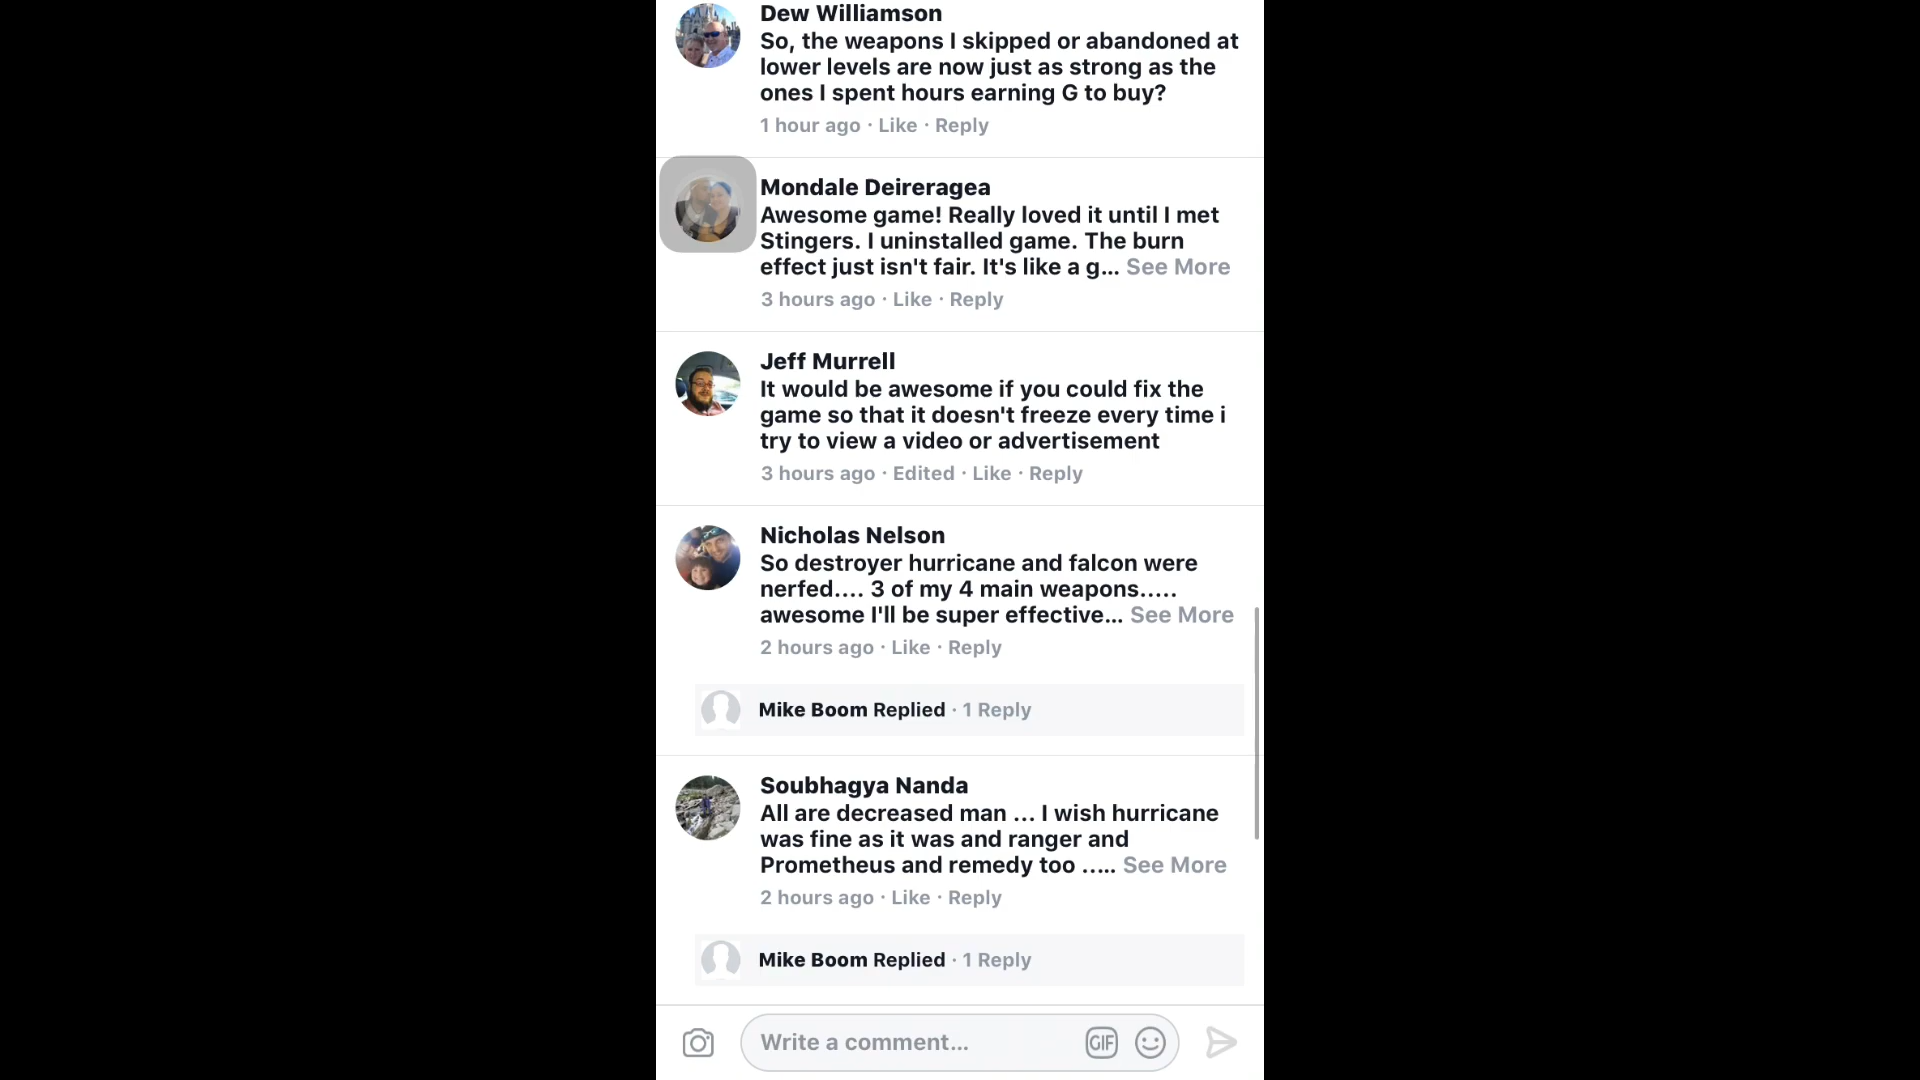 Dew Williamson
So, the weapons I skipped or abandoned at
lower levels are now just as strong as the
ones I spent hours earning G to buy?
1 hour ago · Like · Reply
Mondale Deireragea
Awesome game! Really loved it until I met
Stingers. I uninstalled game. The burn
effect just isn't fair. It's like a g... See More
3 hours ago · Like · Reply
Jeff Murrell
It would be awesome if you could fix the
game so that it doesn't freeze every time i
try to view a video or advertisement
3 hours ago · Edited · Like · Reply
Nicholas Nelson
So destroyer hurricane and falcon were
nerfed.... 3 of my 4 main weapons.....
awesome I'll be super effective... See More
2 hours ago · Like · Reply
Mike Boom Replied · 1 Reply
Soubhagya Nanda
All are decreased man ... I wish hurricane
was fine as it was and ranger and
Prometheus and remedy too ..... See More
2 hours ago · Like · Reply
Mike Boom Replied · 1 Reply
Write a comment... GIF